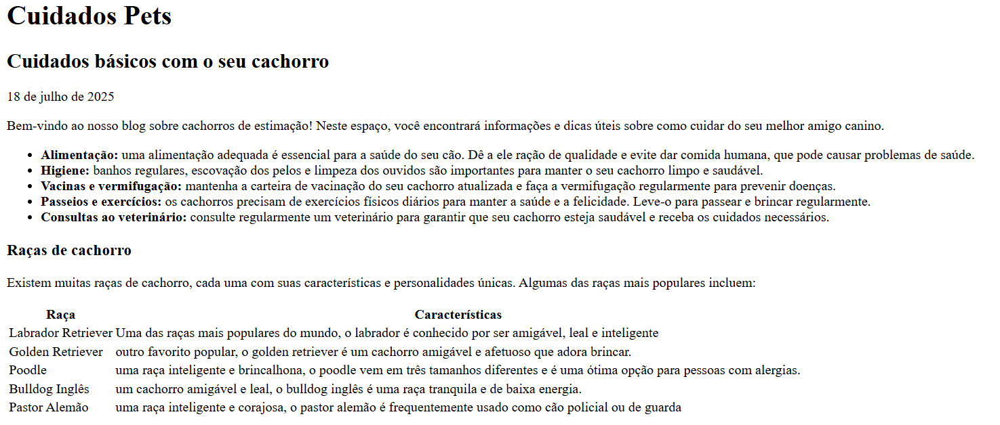 Cuidados Pets
Cuidados básicos com o seu cachorro
18 de julho de 2025
Bem-vindo ao nosso blog sobre cachorros de estimação! Neste espaço, você encontrará informações e dicas úteis sobre como cuidar do seu melhor amigo canino.
• Alimentação: uma alimentação adequada é essencial para a saúde do seu cão. Dê a ele ração de qualidade e evite dar comida humana, que pode causar problemas de saúde.
• Higiene: banhos regulares, escovação dos pelos e limpeza dos ouvidos são importantes para manter o seu cachorro limpo e saudável.
• Vacinas e vermifugação: mantenha a carteira de vacinação do seu cachorro atualizada e faça a vermifugação regularmente para prevenir doenças.
• Passeios e exercícios: os cachorros precisam de exercícios físicos diários para manter a saúde e a felicidade. Leve-o para passear e brincar regularmente.
• Consultas ao veterinário: consulte regularmente um veterinário para garantir que seu cachorro esteja saudável e receba os cuidados necessários.
Raças de cachorro
Existem muitas raças de cachorro, cada uma com suas características e personalidades únicas. Algumas das raças mais populares incluem:
Raça Características
Labrador Retriever Uma das raças mais populares do mundo, o labrador é conhecido por ser amigável, leal e inteligente
Golden Retriever outro favorito popular, o golden retriever é um cachorro amigável e afetuoso que adora brincar.
Poodle uma raça inteligente e brincalhona, o poodle vem em três tamanhos diferentes e é uma ótima opção para pessoas com alergias.
Bulldog Inglês um cachorro amigável e leal, o bulldog inglês é uma raça tranquila e de baixa energia.
Pastor Alemão uma raça inteligente e corajosa, o pastor alemão é frequentemente usado como cão policial ou de guarda